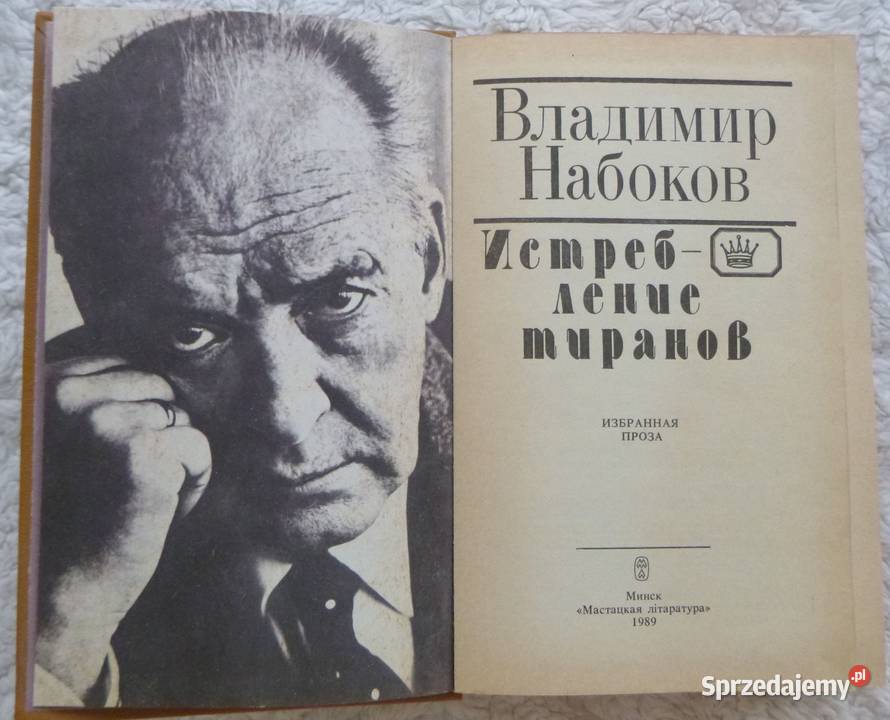 Владимир
Набоков
Истреб-
ление
тиранов
ИЗБРАННАЯ
ПРОЗА
Минск
«Мастацкая літаратура»
1989
Sprzedajemy.pl